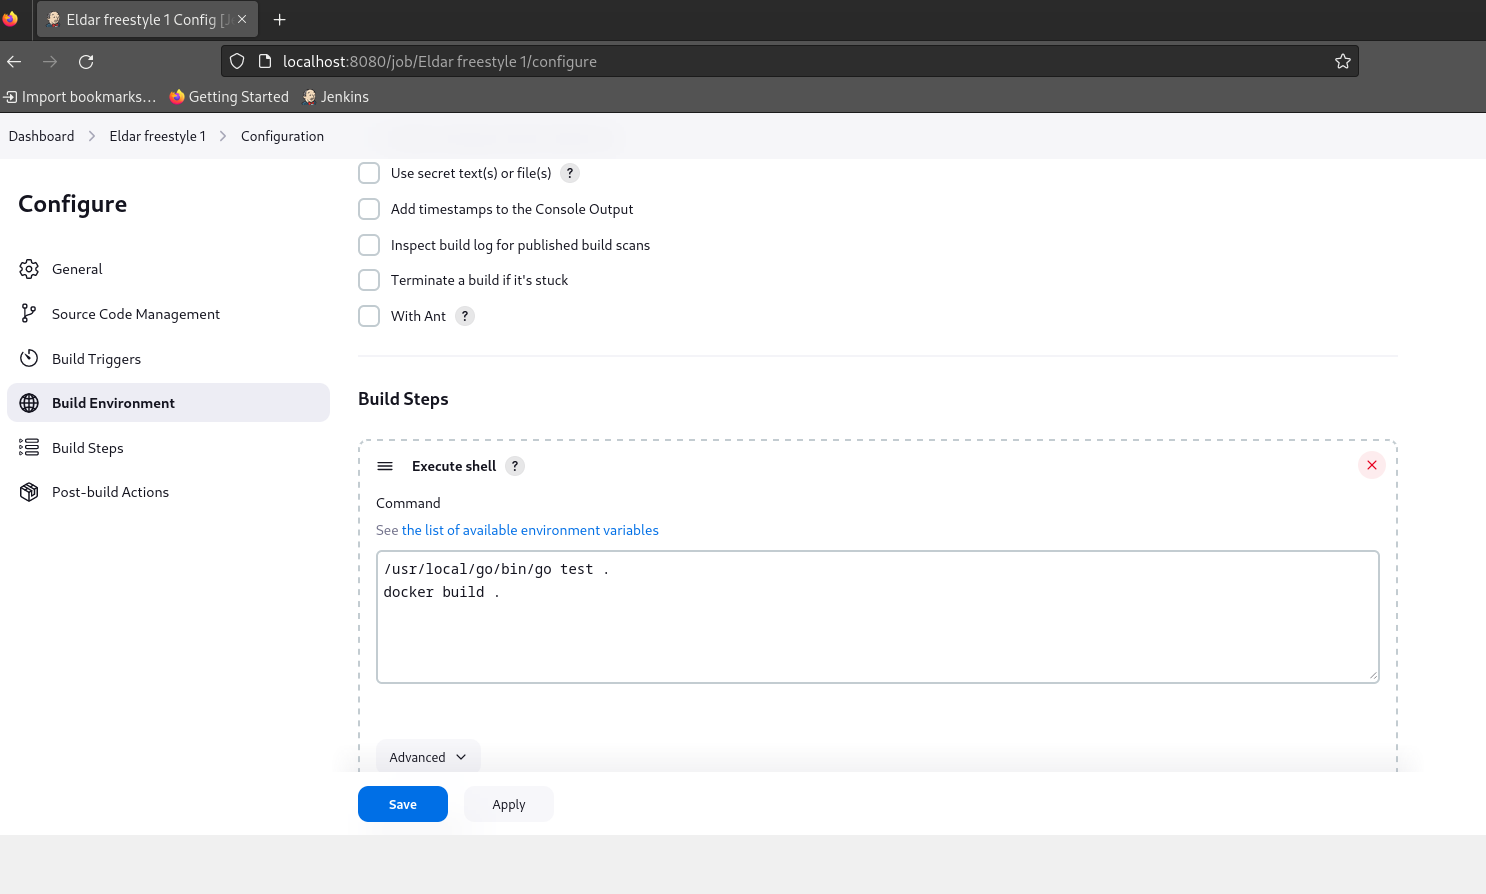 Eldar freestyle 1 Config [J
localhost:8080/job/Eldar freestyle 1/configure
Import bookmarks... Getting Started Jenkins
Dashboard Eldar freestyle 1 Configuration
Configure
General
Source Code Management
Build Triggers
Build Environment
Build Steps
Post-build Actions
Use secret text(s) or file(s) ?
Add timestamps to the Console Output
Inspect build log for published build scans
Terminate a build if it's stuck
With Ant ?
Build Steps
Execute shell ?
Command
See the list of available environment variables
/usr/local/go/bin/go test .
docker build .
Advanced
Save Apply